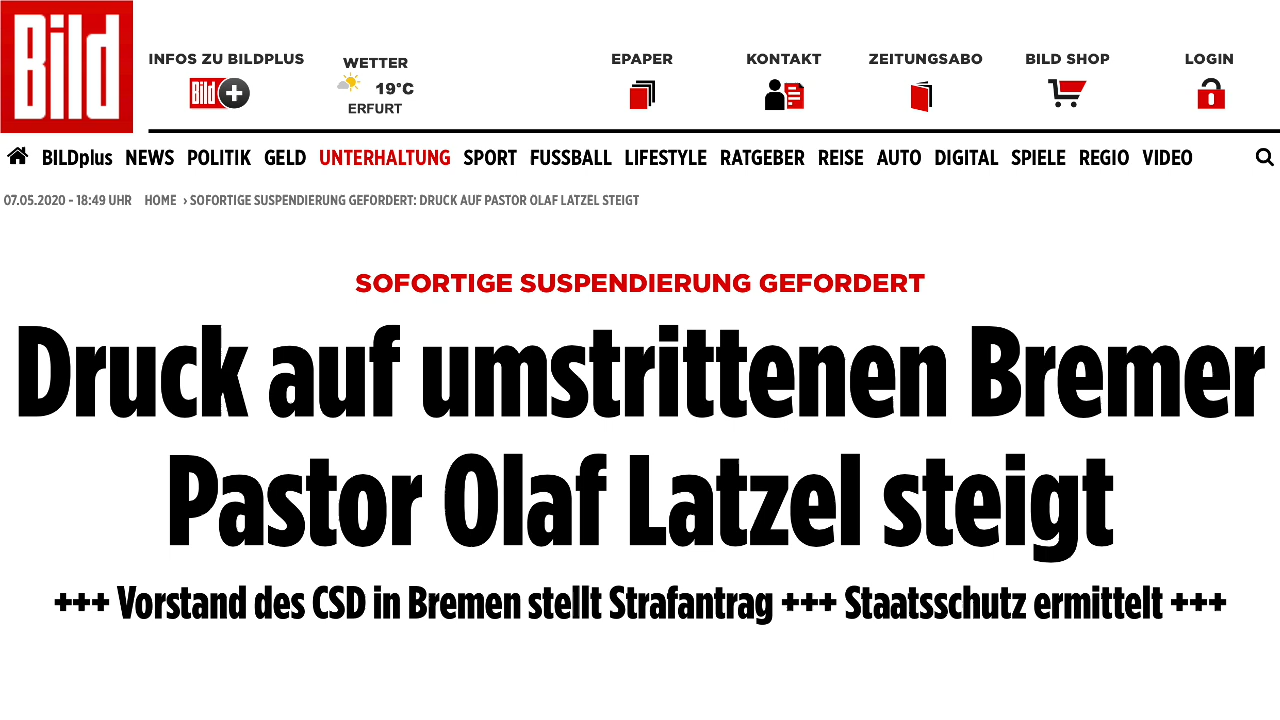 Bild
INFOS ZU BILDPLUS
Bild +
WETTER
19°C
ERFURT
EPAPER
KONTAKT
ZEITUNGSABO
BILD SHOP
LOGIN
BILDplus NEWS POLITIK GELD UNTERHALTUNG SPORT FUSSBALL LIFESTYLE RATGEBER REISE AUTO DIGITAL SPIELE REGIO VIDEO
07.05.2020 - 18:49 UHR HOME › SOFORTIGE SUSPENDIERUNG GEFORDERT: DRUCK AUF PASTOR OLAF LATZEL STEIGT
SOFORTIGE SUSPENDIERUNG GEFORDERT
Druck auf umstrittenen Bremer
Pastor Olaf Latzel steigt
+++ Vorstand des CSD in Bremen stellt Strafantrag +++ Staatsschutz ermittelt +++